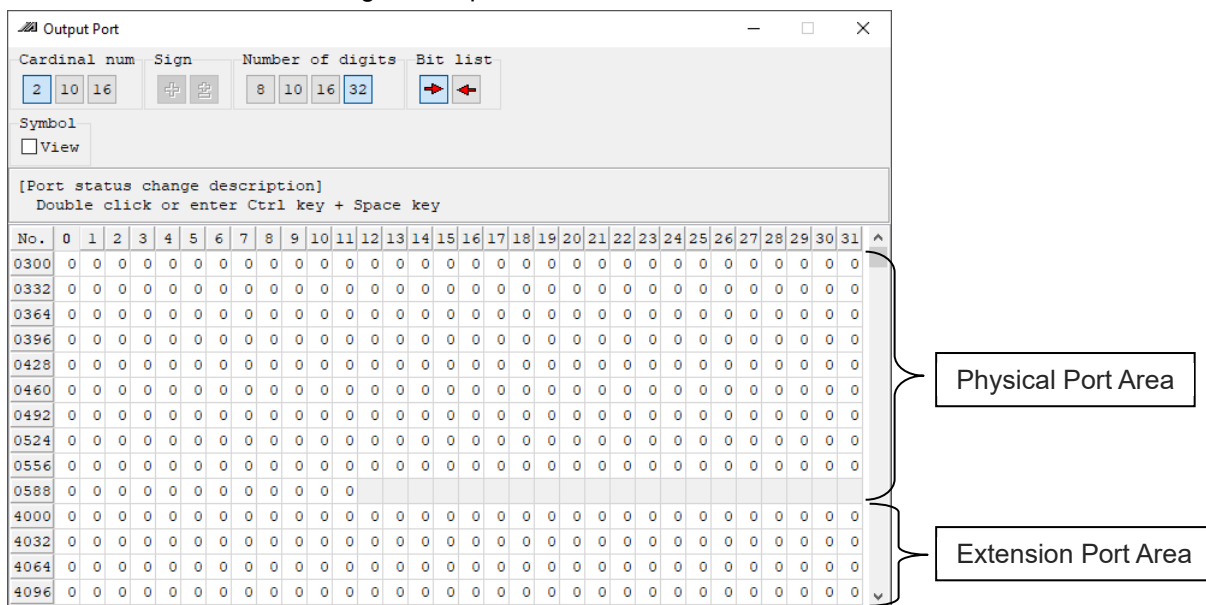 Output Port
Cardinal num Sign Number of digits Bit list
2 10 16 8 10 16 32
Symbol
View
[Port status change description]
Double click or enter Ctrl key + Space key
No. 0 1 2 3 4 5 6 7 8 9 10 11 12 13 14 15 16 17 18 19 20 21 22 23 24 25 26 27 28 29 30 31
0300 0 0 0 0 0 0 0 0 0 0 0 0 0 0 0 0 0 0 0 0 0 0 0 0 0 0 0 0 0 0 0 0
0332 0 0 0 0 0 0 0 0 0 0 0 0 0 0 0 0 0 0 0 0 0 0 0 0 0 0 0 0 0 0 0 0
0364 0 0 0 0 0 0 0 0 0 0 0 0 0 0 0 0 0 0 0 0 0 0 0 0 0 0 0 0 0 0 0 0
0396 0 0 0 0 0 0 0 0 0 0 0 0 0 0 0 0 0 0 0 0 0 0 0 0 0 0 0 0 0 0 0 0
0428 0 0 0 0 0 0 0 0 0 0 0 0 0 0 0 0 0 0 0 0 0 0 0 0 0 0 0 0 0 0 0 0
0460 0 0 0 0 0 0 0 0 0 0 0 0 0 0 0 0 0 0 0 0 0 0 0 0 0 0 0 0 0 0 0 0
0492 0 0 0 0 0 0 0 0 0 0 0 0 0 0 0 0 0 0 0 0 0 0 0 0 0 0 0 0 0 0 0 0
0524 0 0 0 0 0 0 0 0 0 0 0 0 0 0 0 0 0 0 0 0 0 0 0 0 0 0 0 0 0 0 0 0
0556 0 0 0 0 0 0 0 0 0 0 0 0 0 0 0 0 0 0 0 0 0 0 0 0 0 0 0 0 0 0 0 0
0588 0 0 0 0 0 0 0 0 0 0 0 0
4000 0 0 0 0 0 0 0 0 0 0 0 0 0 0 0 0 0 0 0 0 0 0 0 0 0 0 0 0 0 0 0 0
4032 0 0 0 0 0 0 0 0 0 0 0 0 0 0 0 0 0 0 0 0 0 0 0 0 0 0 0 0 0 0 0 0
4064 0 0 0 0 0 0 0 0 0 0 0 0 0 0 0 0 0 0 0 0 0 0 0 0 0 0 0 0 0 0 0 0
4096 0 0 0 0 0 0 0 0 0 0 0 0 0 0 0 0 0 0 0 0 0 0 0 0 0 0 0 0 0 0 0 0
Physical Port Area
Extension Port Area